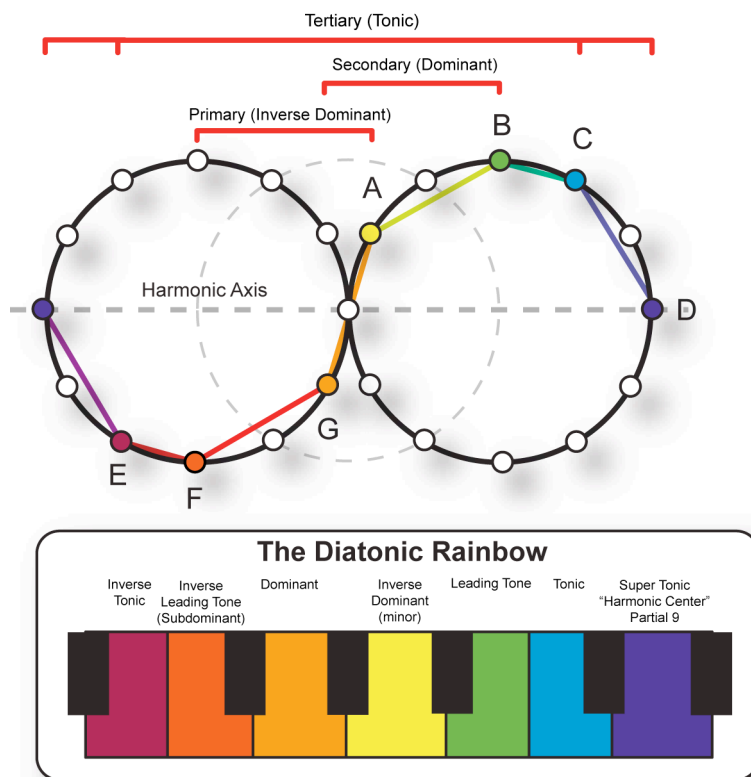 Tertiary (Tonic)
Secondary (Dominant)
Primary (Inverse Dominant)
B
C
A
Harmonic Axis
D
G
E
F
The Diatonic Rainbow
Inverse
Tonic
Inverse
Leading Tone
(Subdominant)
Dominant
Inverse
Dominant
(minor)
Leading Tone
Tonic
Super Tonic
"Harmonic Center"
Partial 9